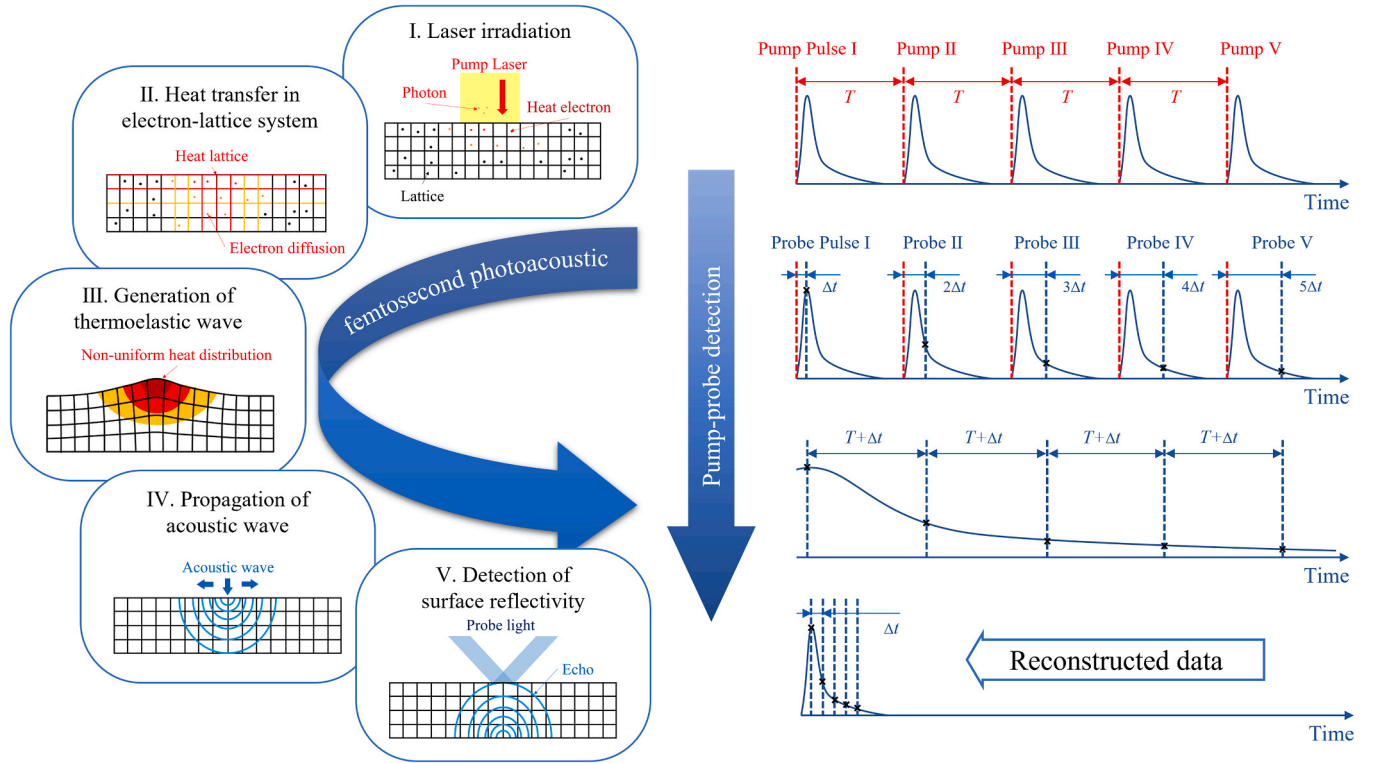 I. Laser irradiation
Pump Laser
Photon
Heat electron
Lattice
II. Heat transfer in
electron-lattice system
Heat lattice
Electron diffusion
III. Generation of
thermoelastic wave
Non-uniform heat distribution
IV. Propagation of
acoustic wave
Acoustic wave
V. Detection of
surface reflectivity
Probe light
Echo
femtosecond photoacoustic
Pump-probe detection
Pump Pulse I Pump II Pump III Pump IV Pump V
T T T T
Time
Probe Pulse I Probe II Probe III Probe IV Probe V
Δt 2Δt 3Δt 4Δt 5Δt
Time
T+Δt T+Δt T+Δt T+Δt
Time
Δt
Reconstructed data
Time